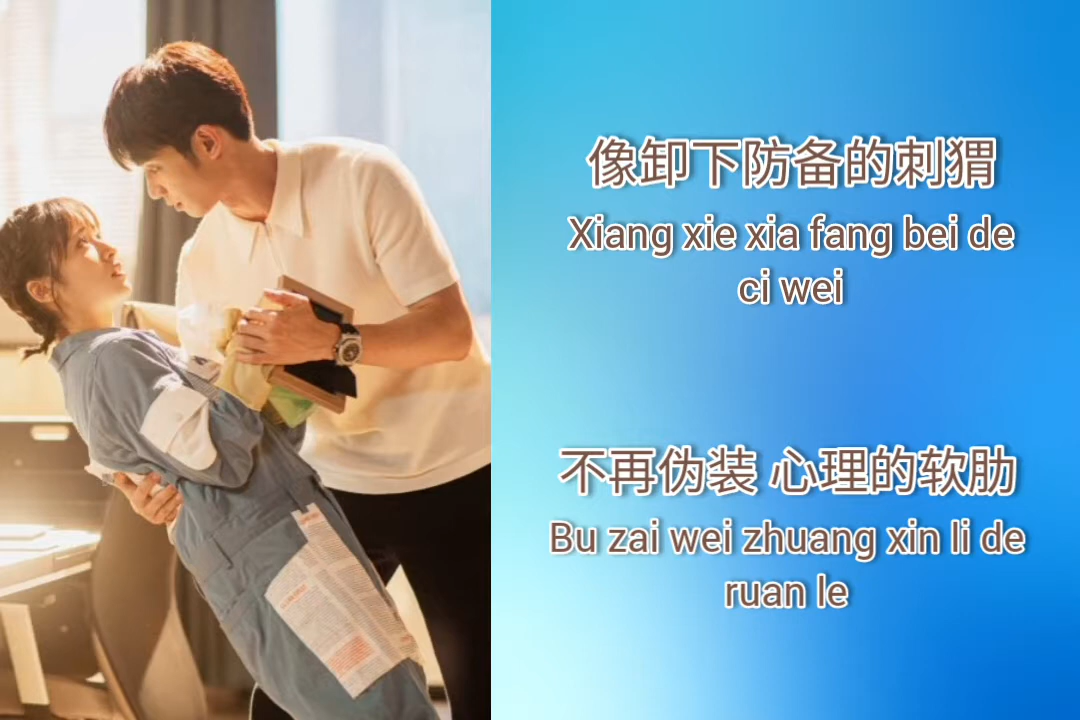 像卸下防备的刺猬
Xiang xie xia fang bei de
ci wei
不再伪装 心理的软肋
Bu zai wei zhuang xin li de
ruan le